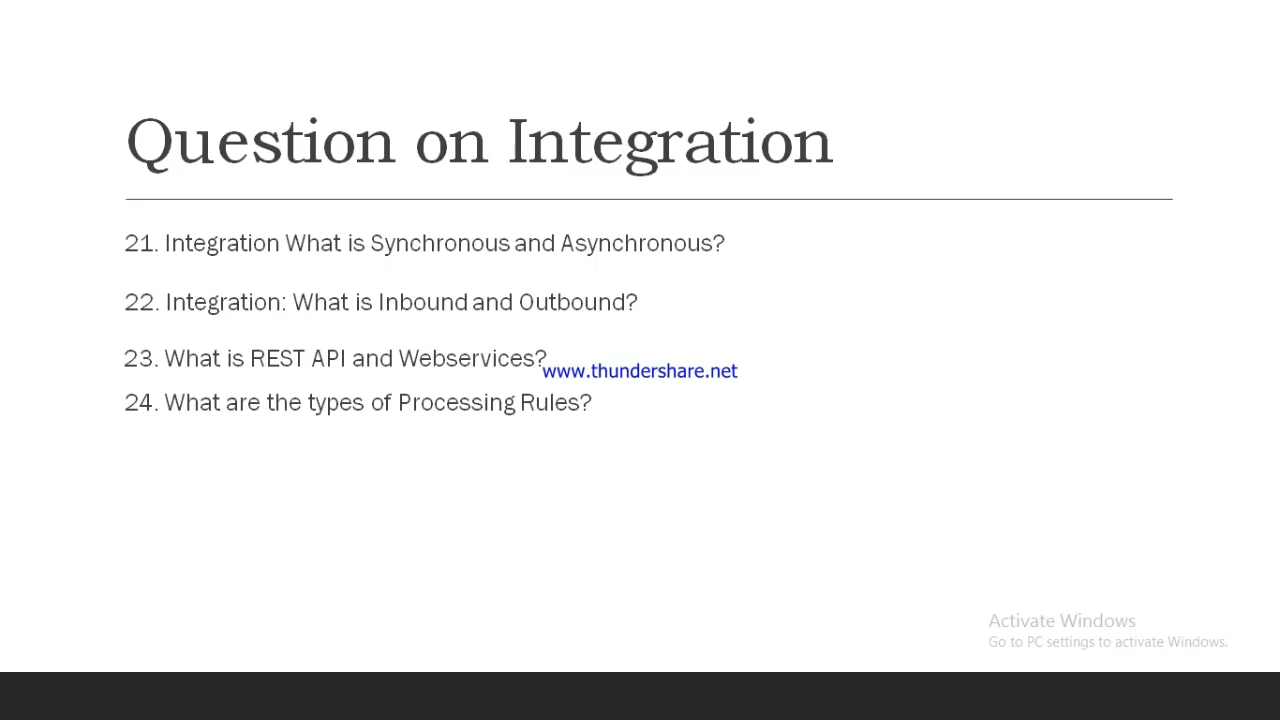 Question on Integration
21. Integration What is Synchronous and Asynchronous?
22. Integration: What is Inbound and Outbound?
23. What is REST API and Webservices?
www.thundershare.net
24. What are the types of Processing Rules?
Activate Windows
Go to PC settings to activate Windows.